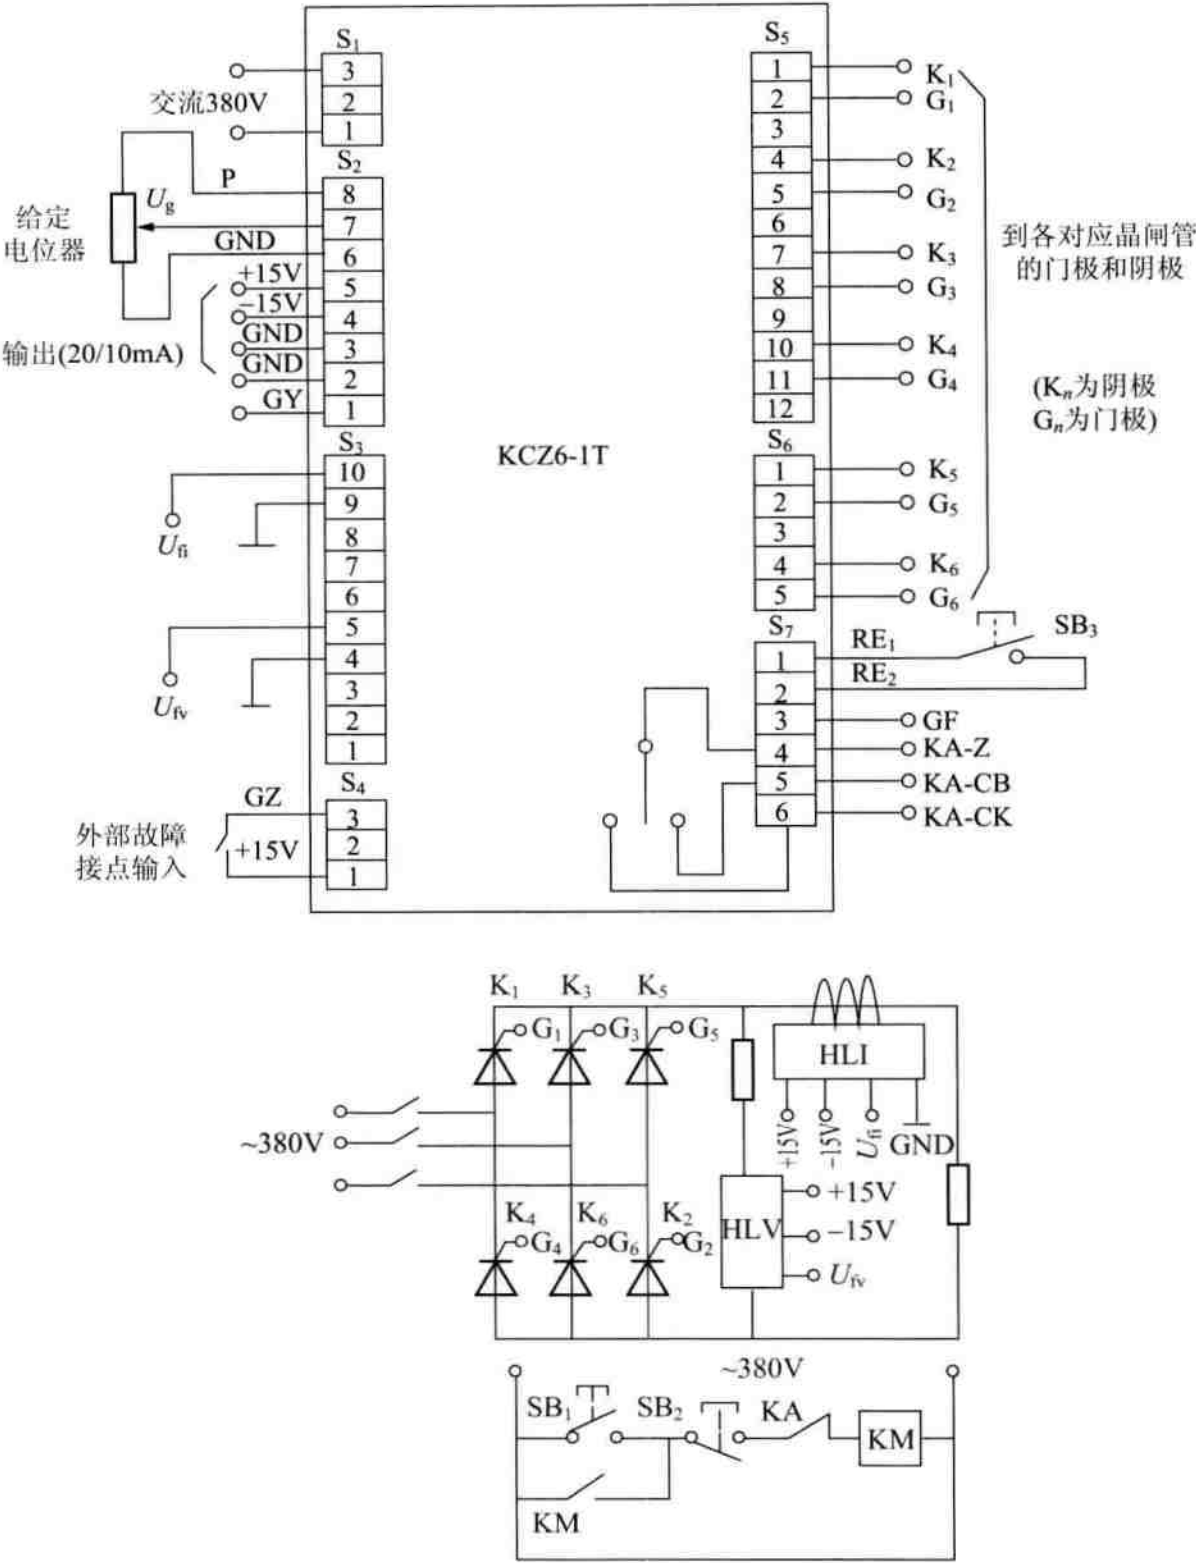 S₁
3
2
1
交流380V
S₂
8
7
6
5
4
3
2
1
P
U_g
给定
电位器
GND
+15V
−15V
GND
GND
GY
输出(20/10mA)
S₃
10
9
8
7
6
5
4
3
2
1
U_fi
U_fv
S₄
3
2
1
GZ
+15V
外部故障
接点输入
KCZ6-1T
S₅
1
2
3
4
5
6
7
8
9
10
11
12
K₁
G₁
K₂
G₂
K₃
G₃
K₄
G₄
到各对应晶闸管
的门极和阴极
(Kₙ为阴极
Gₙ为门极)
S₆
1
2
3
4
5
K₅
G₅
K₆
G₆
S₇
1
2
3
4
5
6
RE₁
RE₂
SB₃
GF
KA-Z
KA-CB
KA-CK
K₁ K₃ K₅
G₁ G₃ G₅
HLI
+15V
−15V
U_fi
GND
~380V
K₄ K₆ K₂
G₄ G₆ G₂
HLV
+15V
−15V
U_fv
~380V
SB₁ SB₂ KA KM
KM